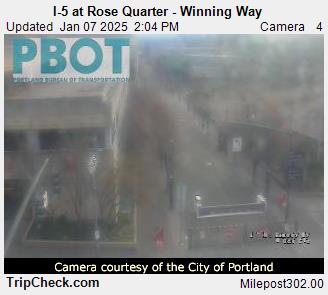 I-5 at Rose Quarter - Winning Way
Updated  Jan 07 2025  2:04 PM
Camera  4
PBOT
PORTLAND BUREAU OF TRANSPORTATION
Camera courtesy of the City of Portland
TripCheck.com
Milepost302.00